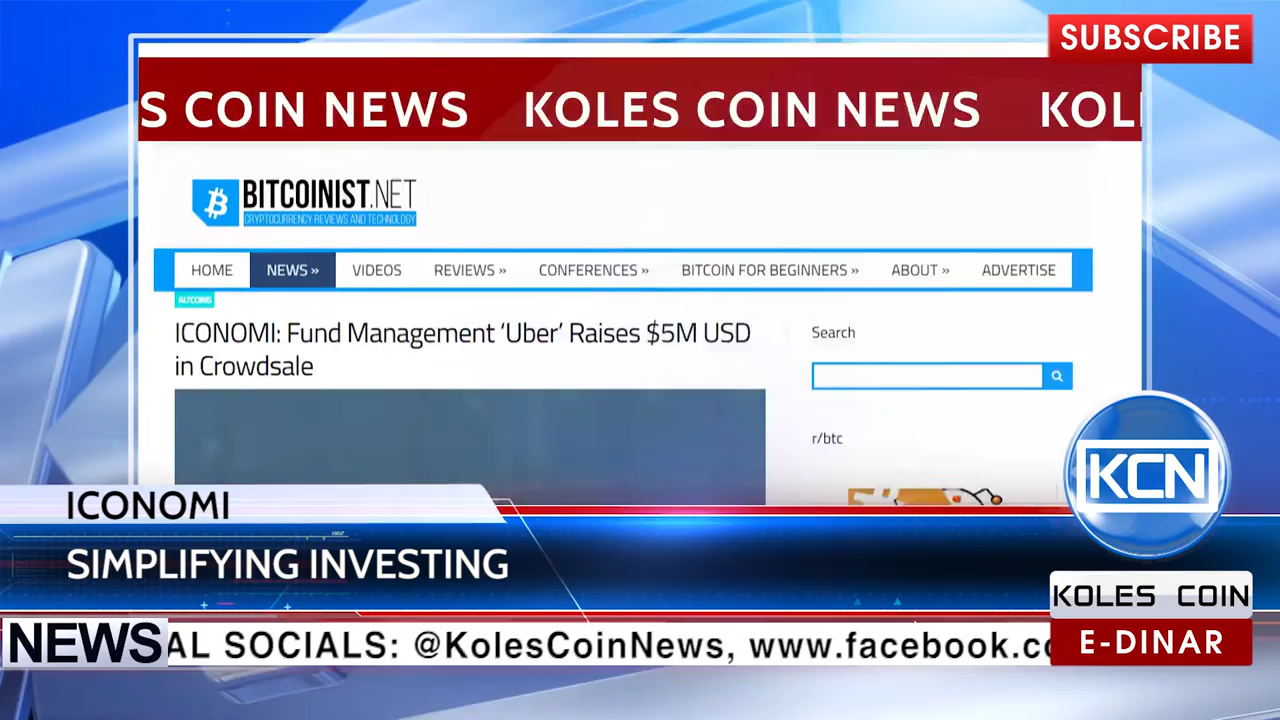 SUBSCRIBE
S COIN NEWS KOLES COIN NEWS KOL
BITCOINIST.NET
CRYPTOCURRENCY REVIEWS AND TECHNOLOGY
HOME NEWS » VIDEOS REVIEWS » CONFERENCES » BITCOIN FOR BEGINNERS » ABOUT » ADVERTISE
ALTCOINS
ICONOMI: Fund Management ‘Uber’ Raises $5M USD
in Crowdsale
Search
r/btc
KCN
ICONOMI
SIMPLIFYING INVESTING
KOLES COIN
E-DINAR
NEWS AL SOCIALS: @KolesCoinNews, www.facebook.co